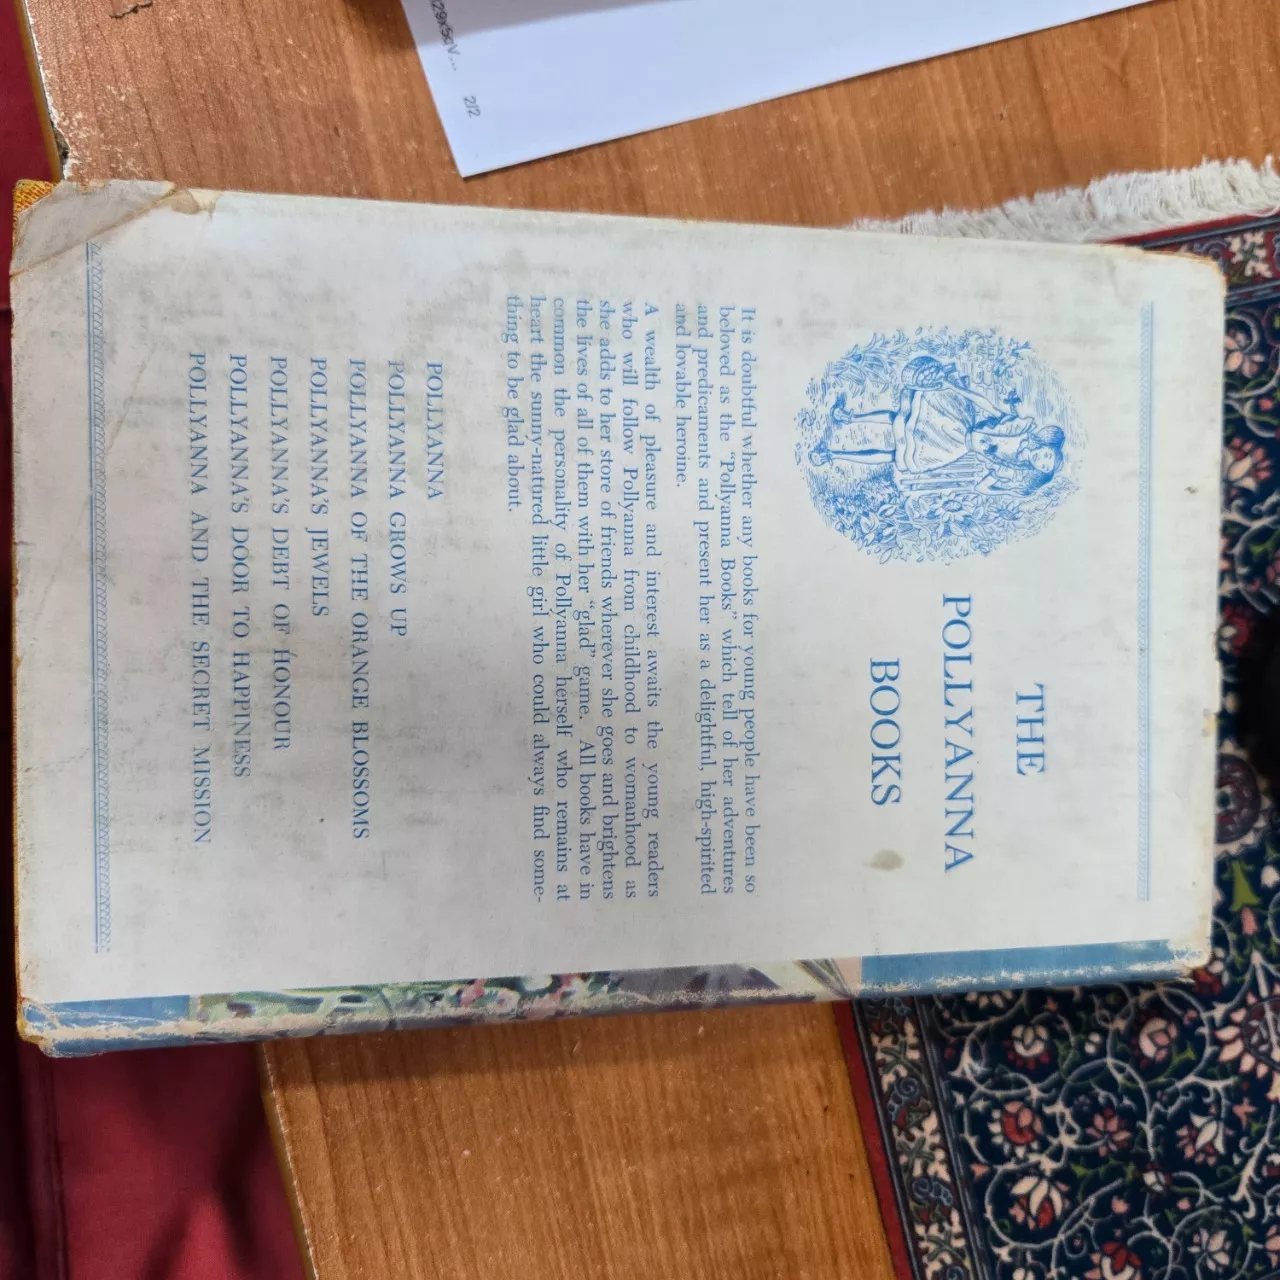 THE
POLLYANNA
BOOKS
It is doubtful whether any books for young people have been so
beloved as the "Pollyanna Books" which tell of her adventures
and predicaments and present her as a delightful, high-spirited
and lovable heroine.
A wealth of pleasure and interest awaits the young readers
who will follow Pollyanna from childhood to womanhood as
she adds to her store of friends wherever she goes and brightens
the lives of all of them with her "glad" game. All books have in
common the personality of Pollyanna herself who remains at
heart the sunny-natured little girl who could always find some-
thing to be glad about.
POLLYANNA
POLLYANNA GROWS UP
POLLYANNA OF THE ORANGE BLOSSOMS
POLLYANNA'S JEWELS
POLLYANNA'S DEBT OF HONOUR
POLLYANNA'S DOOR TO HAPPINESS
POLLYANNA AND THE SECRET MISSION
2/2